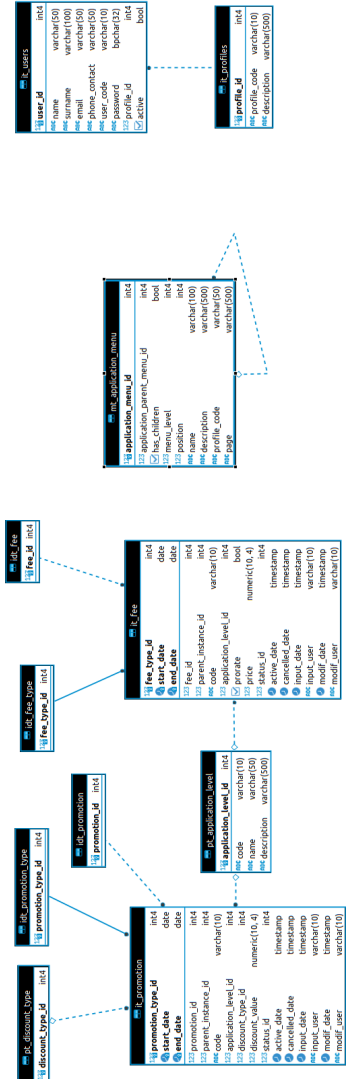 pt_discount_type
discount_type_id int4
idt_promotion_type
promotion_type_id int4
idt_promotion
promotion_id int4
it_promotion
promotion_type_id int4
start_date date
end_date date
promotion_id int4
parent_instance_id int4
code varchar(10)
application_level_id int4
discount_type_id int4
discount_value numeric(10, 4)
status_id int4
active_date timestamp
cancelled_date timestamp
input_date timestamp
input_user varchar(10)
modif_date timestamp
modif_user varchar(10)
pt_application_level
application_level_id int4
code varchar(10)
name varchar(50)
description varchar(500)
idt_fee_type
fee_type_id int4
idt_fee
fee_id int4
it_fee
fee_type_id int4
start_date date
end_date date
fee_id int4
parent_instance_id int4
code varchar(10)
application_level_id int4
prorate bool
price numeric(10, 4)
status_id int4
active_date timestamp
cancelled_date timestamp
input_date timestamp
input_user varchar(10)
modif_date timestamp
modif_user varchar(10)
mt_application_menu
application_menu_id int4
application_parent_menu_id int4
has_children bool
menu_level int4
position int4
name varchar(100)
description varchar(500)
profile_code varchar(50)
page varchar(500)
it_users
user_id int4
name varchar(50)
surname varchar(100)
email varchar(50)
phone_contact varchar(50)
user_code varchar(10)
password bpchar(32)
profile_id int4
active bool
it_profiles
profile_id int4
profile_code varchar(10)
description varchar(500)